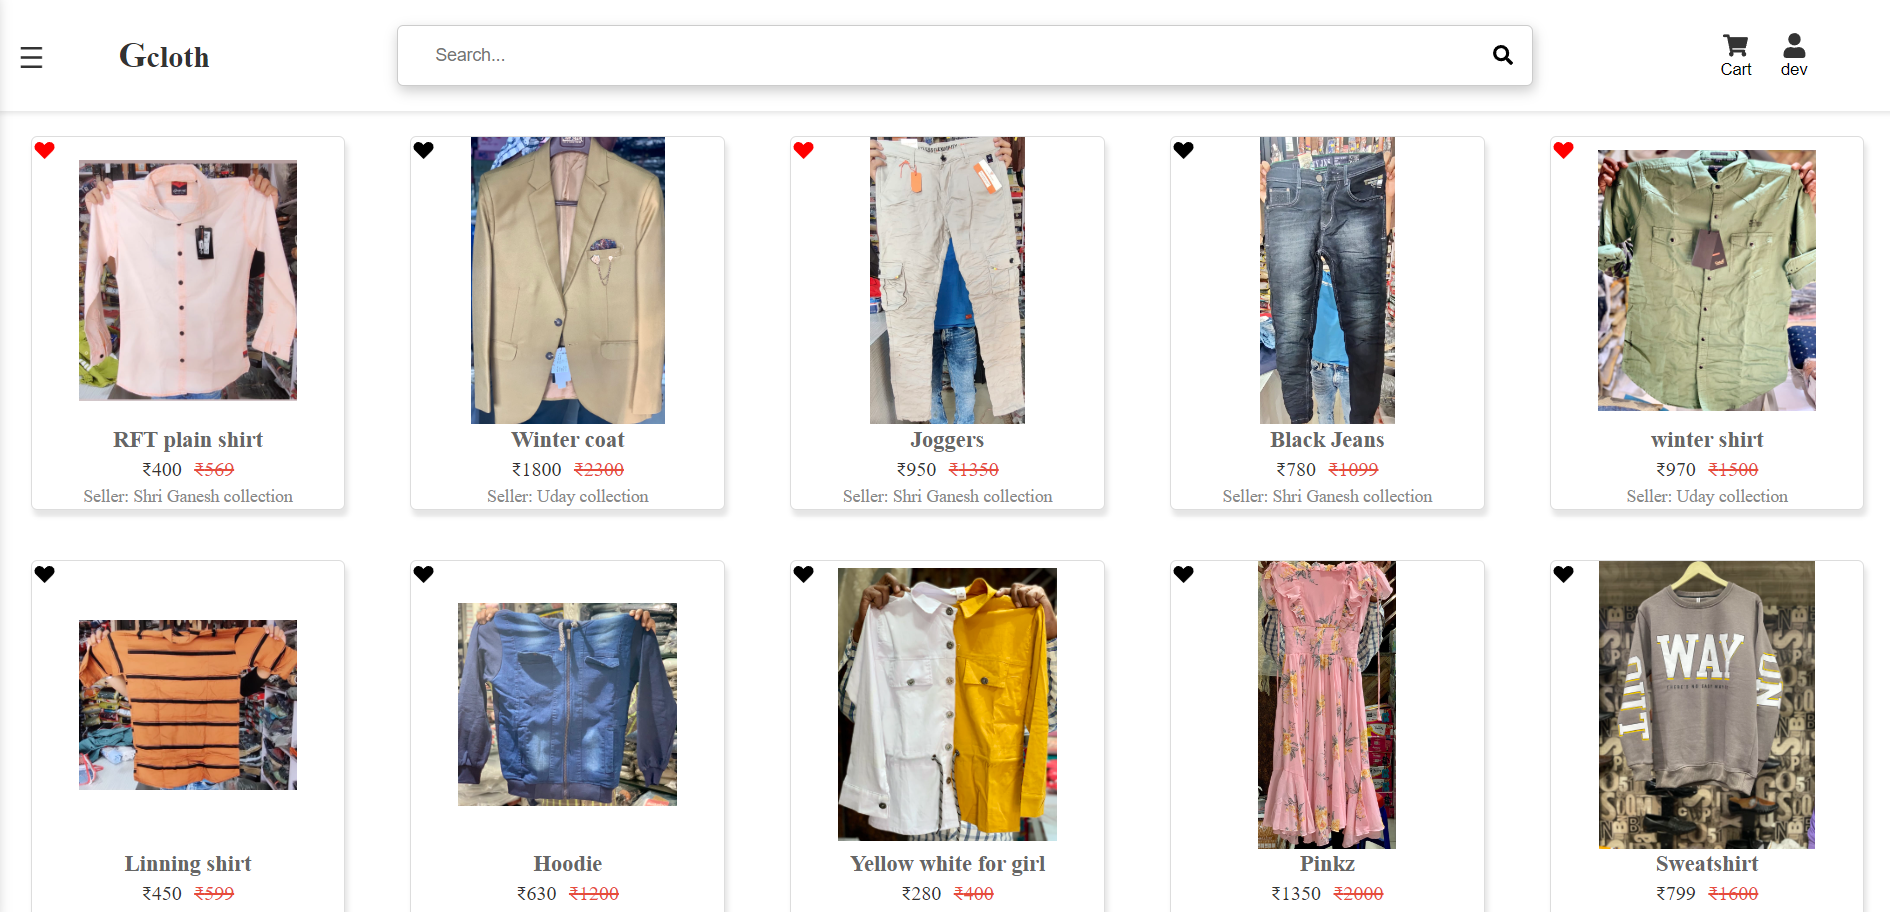 ☰ Gcloth
Search...
Cart
dev
RFT plain shirt
₹400 ₹569
Seller: Shri Ganesh collection
Winter coat
₹1800 ₹2300
Seller: Uday collection
Joggers
₹950 ₹1350
Seller: Shri Ganesh collection
Black Jeans
₹780 ₹1099
Seller: Shri Ganesh collection
winter shirt
₹970 ₹1500
Seller: Uday collection
Linning shirt
₹450 ₹599
Hoodie
₹630 ₹1200
Yellow white for girl
₹280 ₹400
Pinkz
₹1350 ₹2000
WAY
Sweatshirt
₹799 ₹1600